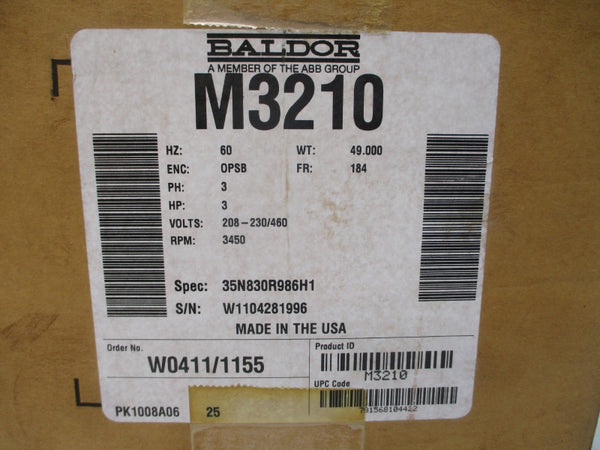 BALDOR
A MEMBER OF THE ABB GROUP
M3210
HZ: 60 WT: 49.000
ENC: OPSB FR: 184
PH: 3
HP: 3
VOLTS: 208-230/460
RPM: 3450
Spec: 35N830R986H1
S/N: W1104281996
MADE IN THE USA
Order No. Product ID
W0411/1155
M3210
UPC Code
791568104422
PK1008A06 25